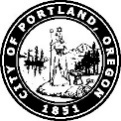 CITY OF PORTLAND, OREGON
1851